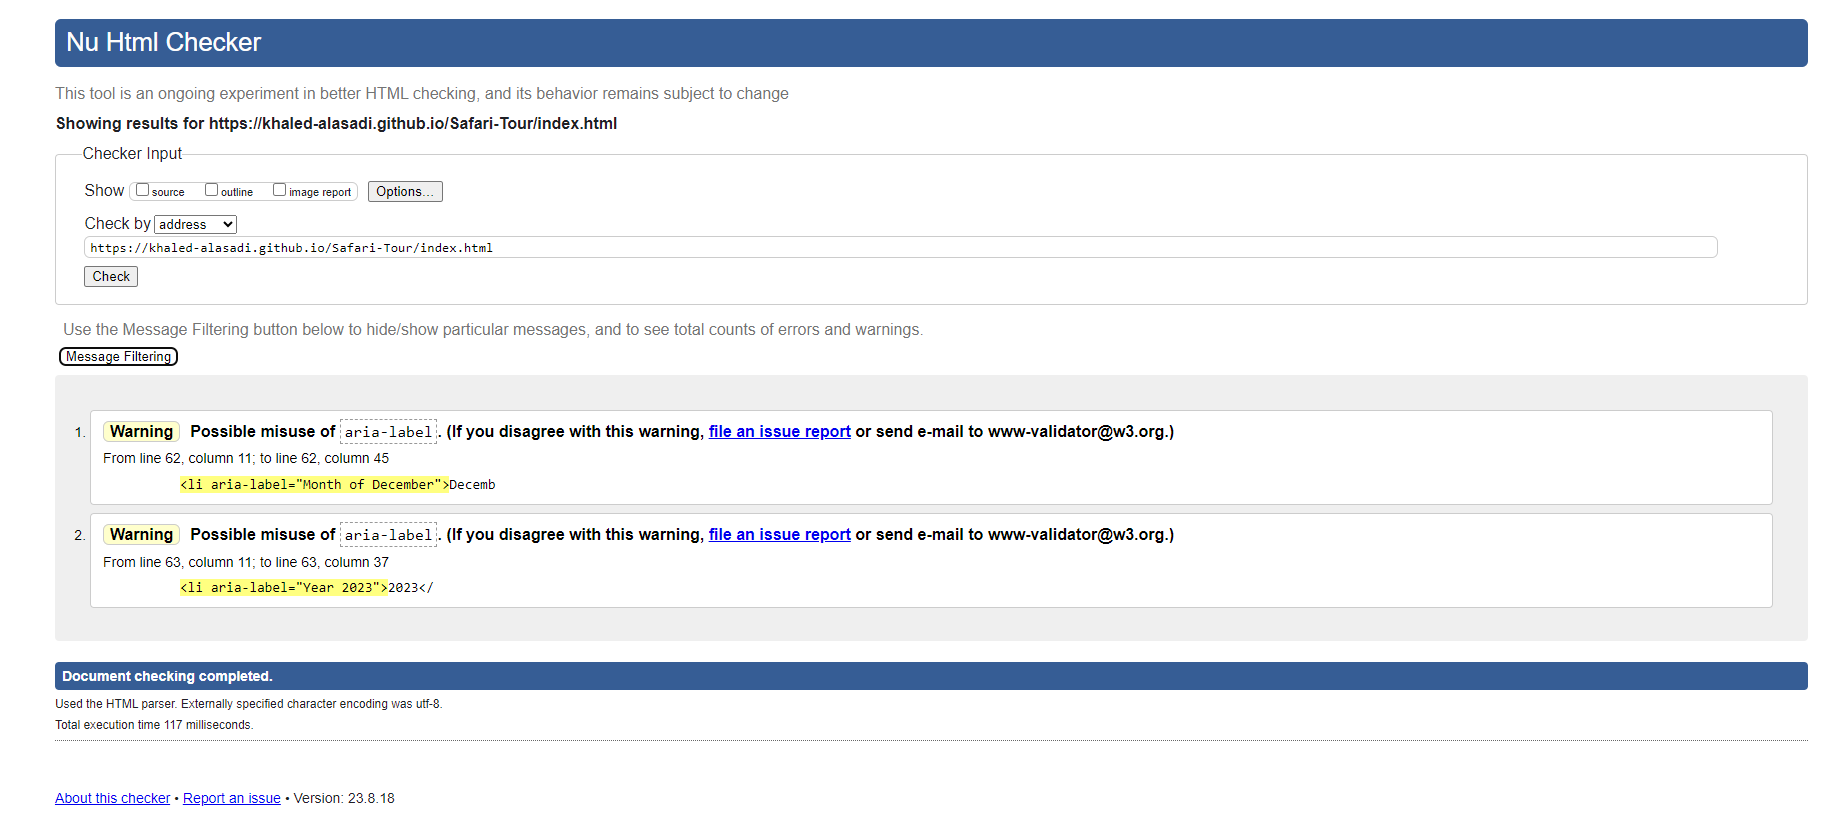 Nu Html Checker
This tool is an ongoing experiment in better HTML checking, and its behavior remains subject to change
Showing results for https://khaled-alasadi.github.io/Safari-Tour/index.html
Checker Input
Show source outline image report Options...
Check by address
https://khaled-alasadi.github.io/Safari-Tour/index.html
Check
Use the Message Filtering button below to hide/show particular messages, and to see total counts of errors and warnings.
Message Filtering
1. Warning Possible misuse of aria-label. (If you disagree with this warning, file an issue report or send e-mail to www-validator@w3.org.)
From line 62, column 11; to line 62, column 45
<li aria-label="Month of December">Decemb
2. Warning Possible misuse of aria-label. (If you disagree with this warning, file an issue report or send e-mail to www-validator@w3.org.)
From line 63, column 11; to line 63, column 37
<li aria-label="Year 2023">2023</
Document checking completed.
Used the HTML parser. Externally specified character encoding was utf-8.
Total execution time 117 milliseconds.
About this checker • Report an issue • Version: 23.8.18